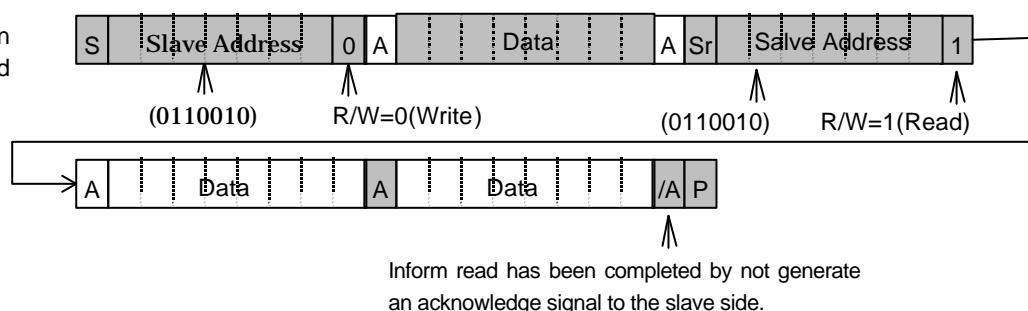 n
d
S Slave Address 0 A Data A Sr Salve Address 1
(0110010) R/W=0(Write) (0110010) R/W=1(Read)
A Data A Data /A P
Inform read has been completed by not generate
an acknowledge signal to the slave side.